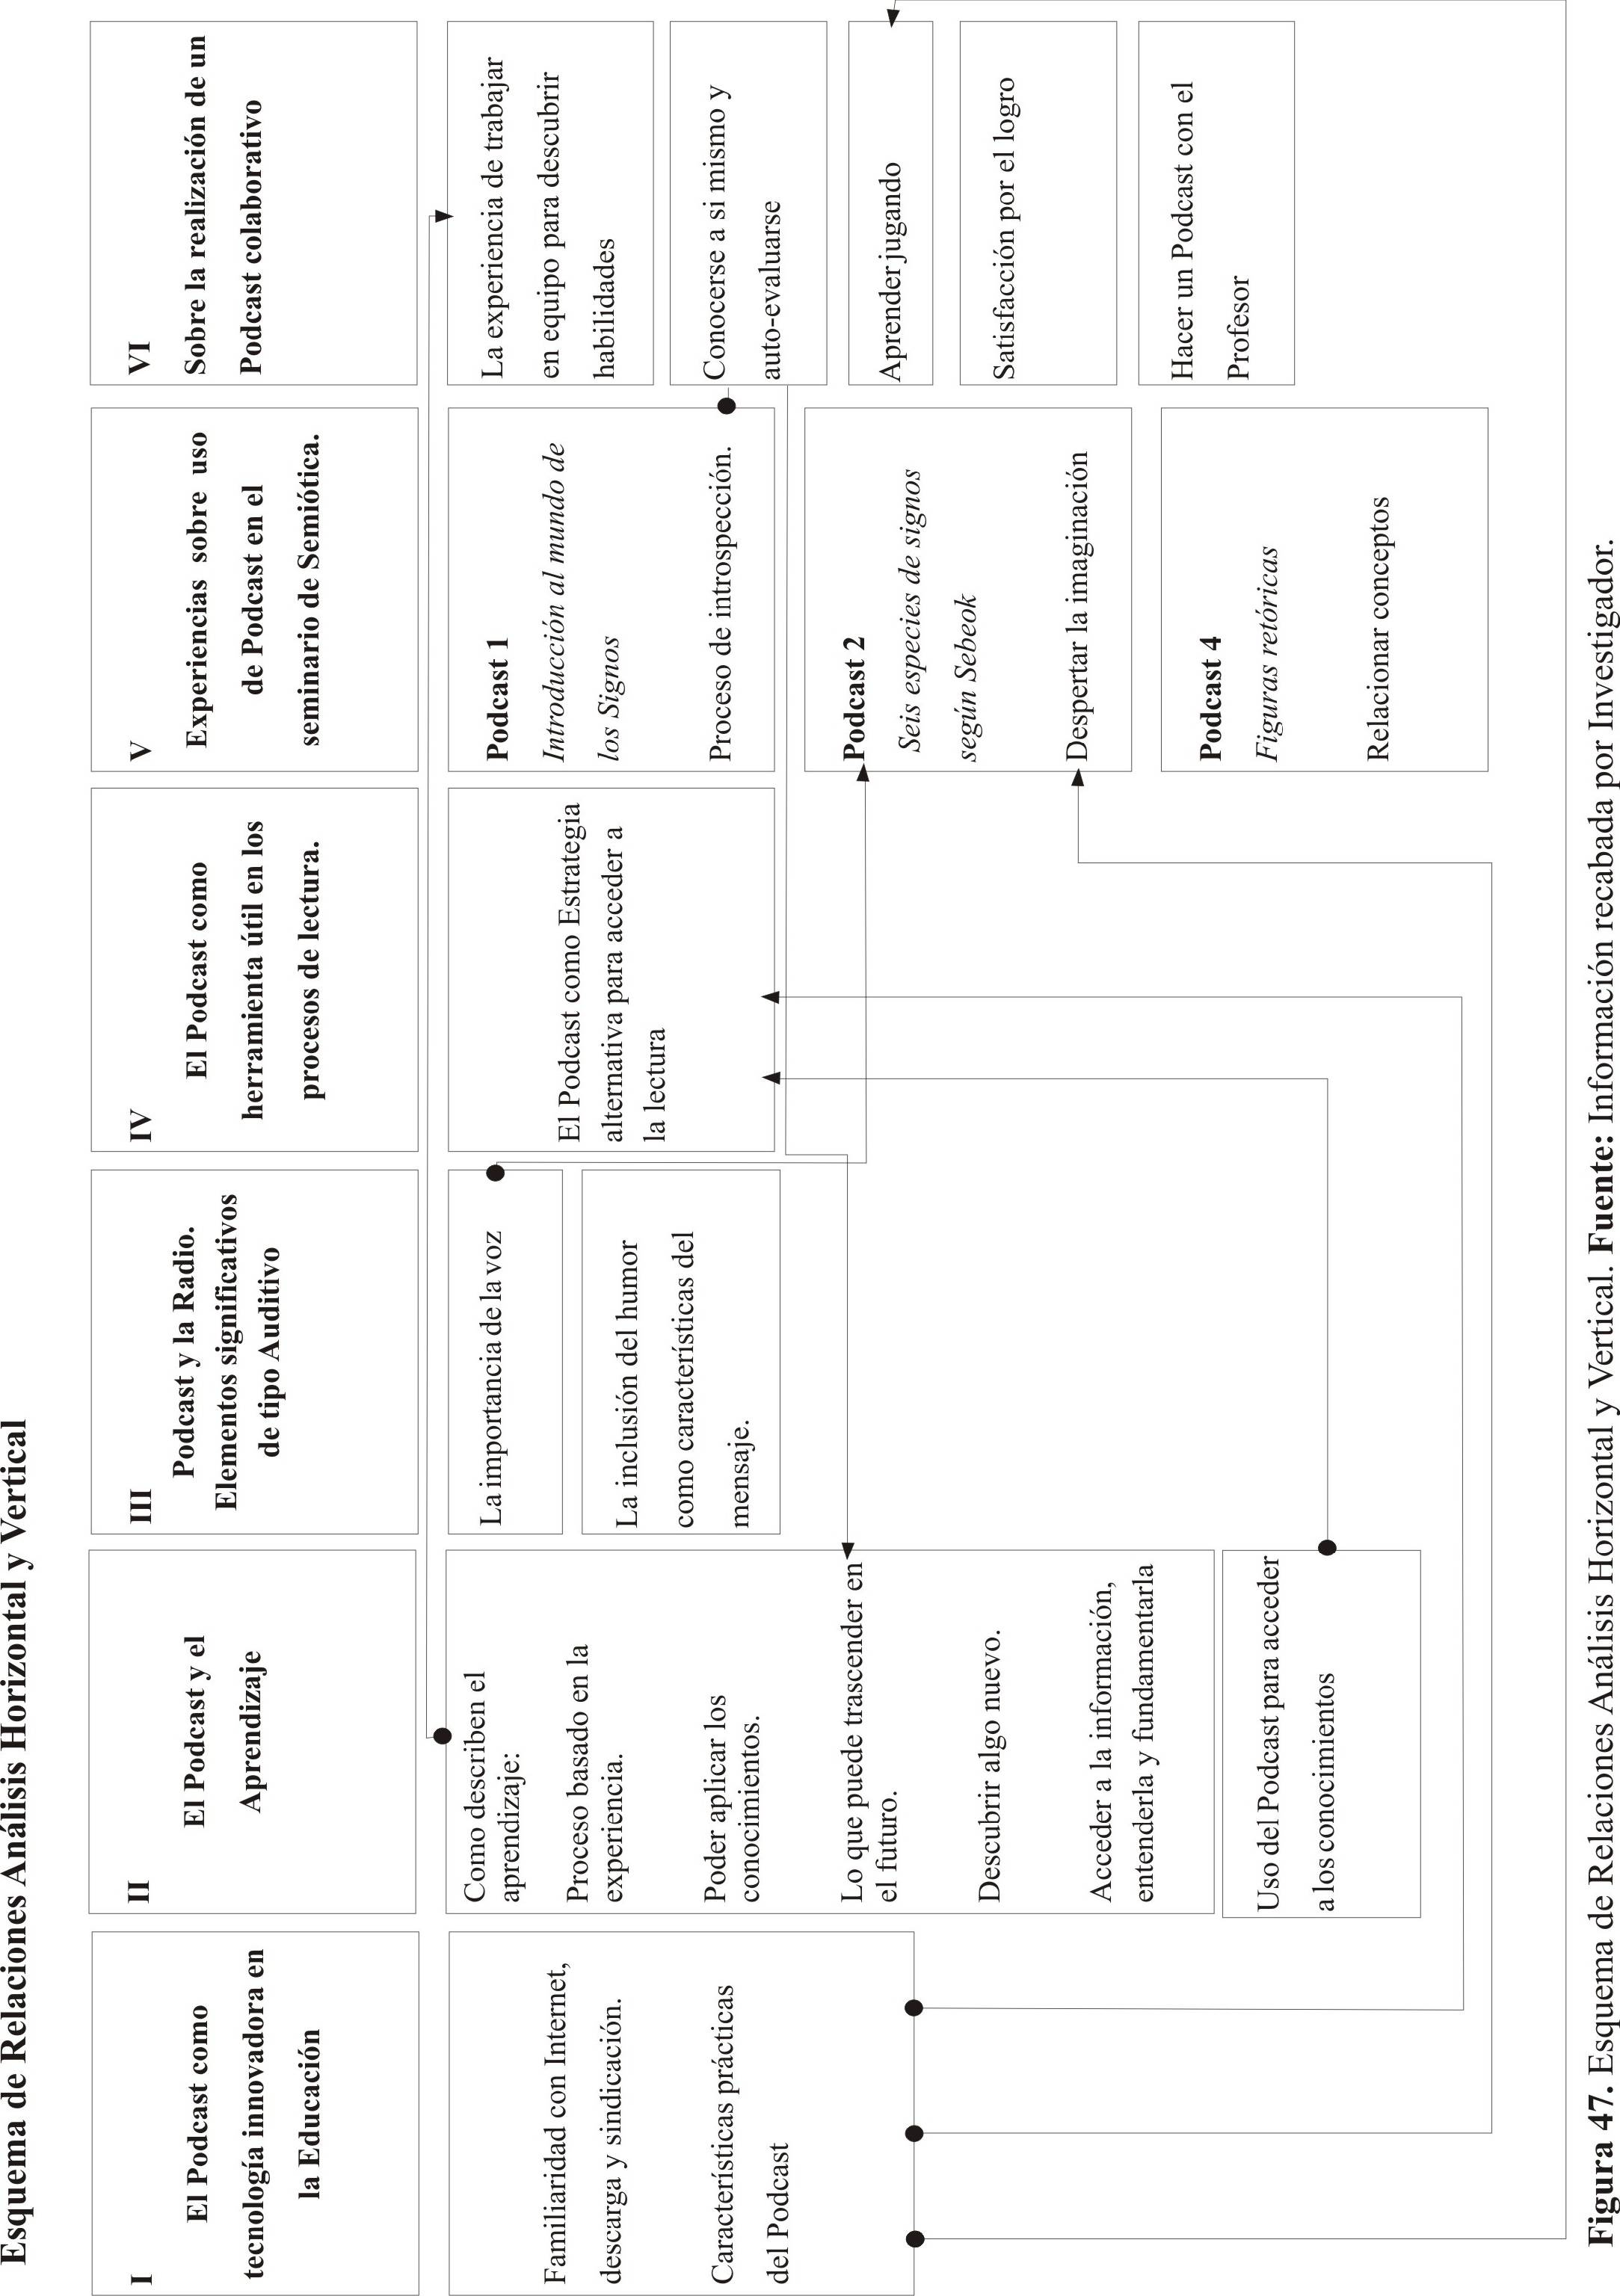 Esquema de Relaciones Análisis Horizontal y Vertical
I
El Podcast como
tecnología innovadora en
la Educación
Familiaridad con Internet,
descarga y sindicación.
Características prácticas
del Podcast
II
El Podcast y el
Aprendizaje
Como describen el
aprendizaje:
Proceso basado en la
experiencia.
Poder aplicar los
conocimientos.
Lo que puede trascender en
el futuro.
Descubrir algo nuevo.
Acceder a la información,
entenderla y fundamentarla
Uso del Podcast para acceder
a los conocimientos
III
Podcast y la Radio.
Elementos significativos
de tipo Auditivo
La importancia de la voz
La inclusión del humor
como características del
mensaje.
IV
El Podcast como
herramienta útil en los
procesos de lectura.
El Podcast como Estrategia
alternativa para acceder a
la lectura
V
Experiencias sobre uso
de Podcast en el
seminario de Semiótica.
Podcast 1
Introducción al mundo de
los Signos
Proceso de introspección.
Podcast 2
Seis especies de signos
según Sebeok
Despertar la imaginación
Podcast 4
Figuras retóricas
Relacionar conceptos
VI
Sobre la realización de un
Podcast colaborativo
La experiencia de trabajar
en equipo para descubrir
habilidades
Conocerse a si mismo y
auto-evaluarse
Aprender jugando
Satisfacción por el logro
Hacer un Podcast con el
Profesor
Figura 47. Esquema de Relaciones Análisis Horizontal y Vertical. Fuente: Información recabada por Investigador.